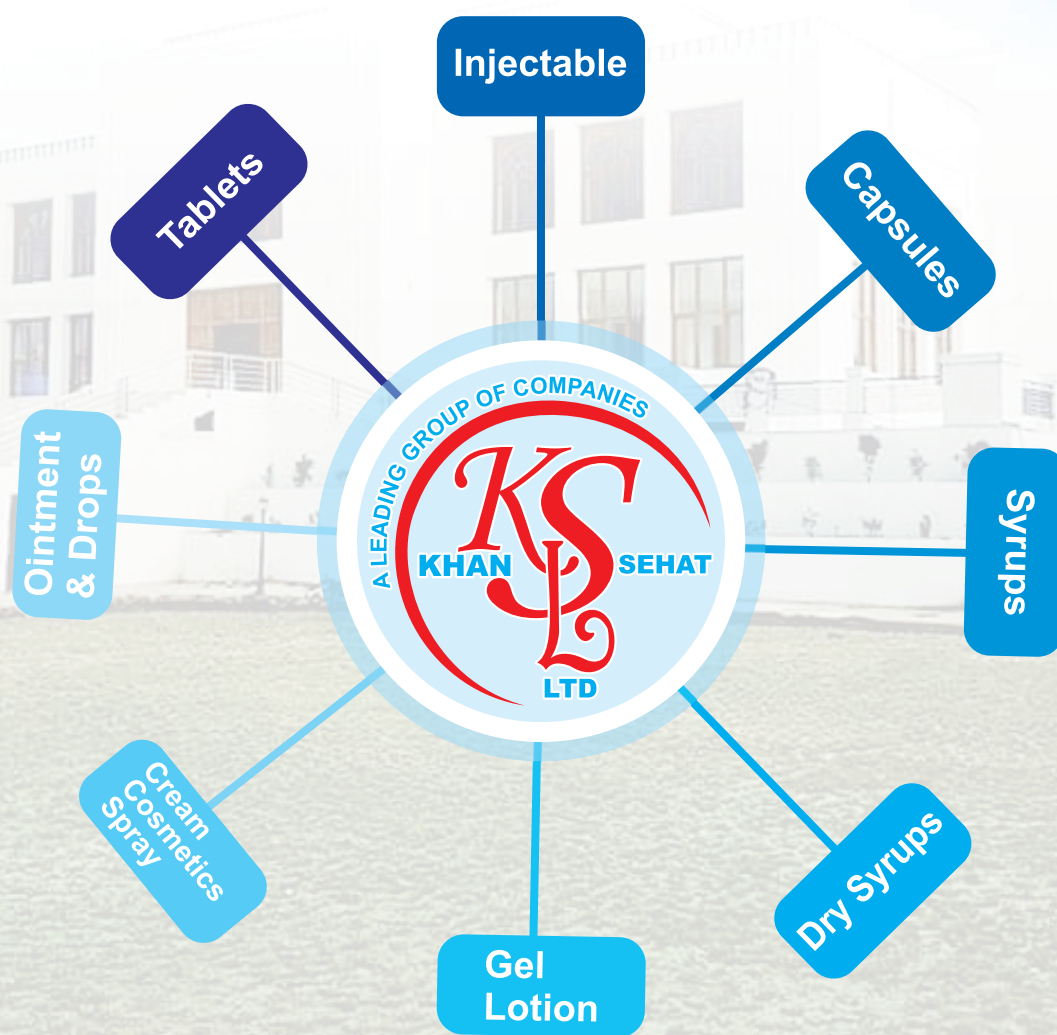 Injectable
Tablets
Capsules
A LEADING GROUP OF COMPANIES
KSL
KHAN
SEHAT
LTD
Ointment
& Drops
Syrups
Cream
Cosmetics
Spray
Dry Syrups
Gel
Lotion